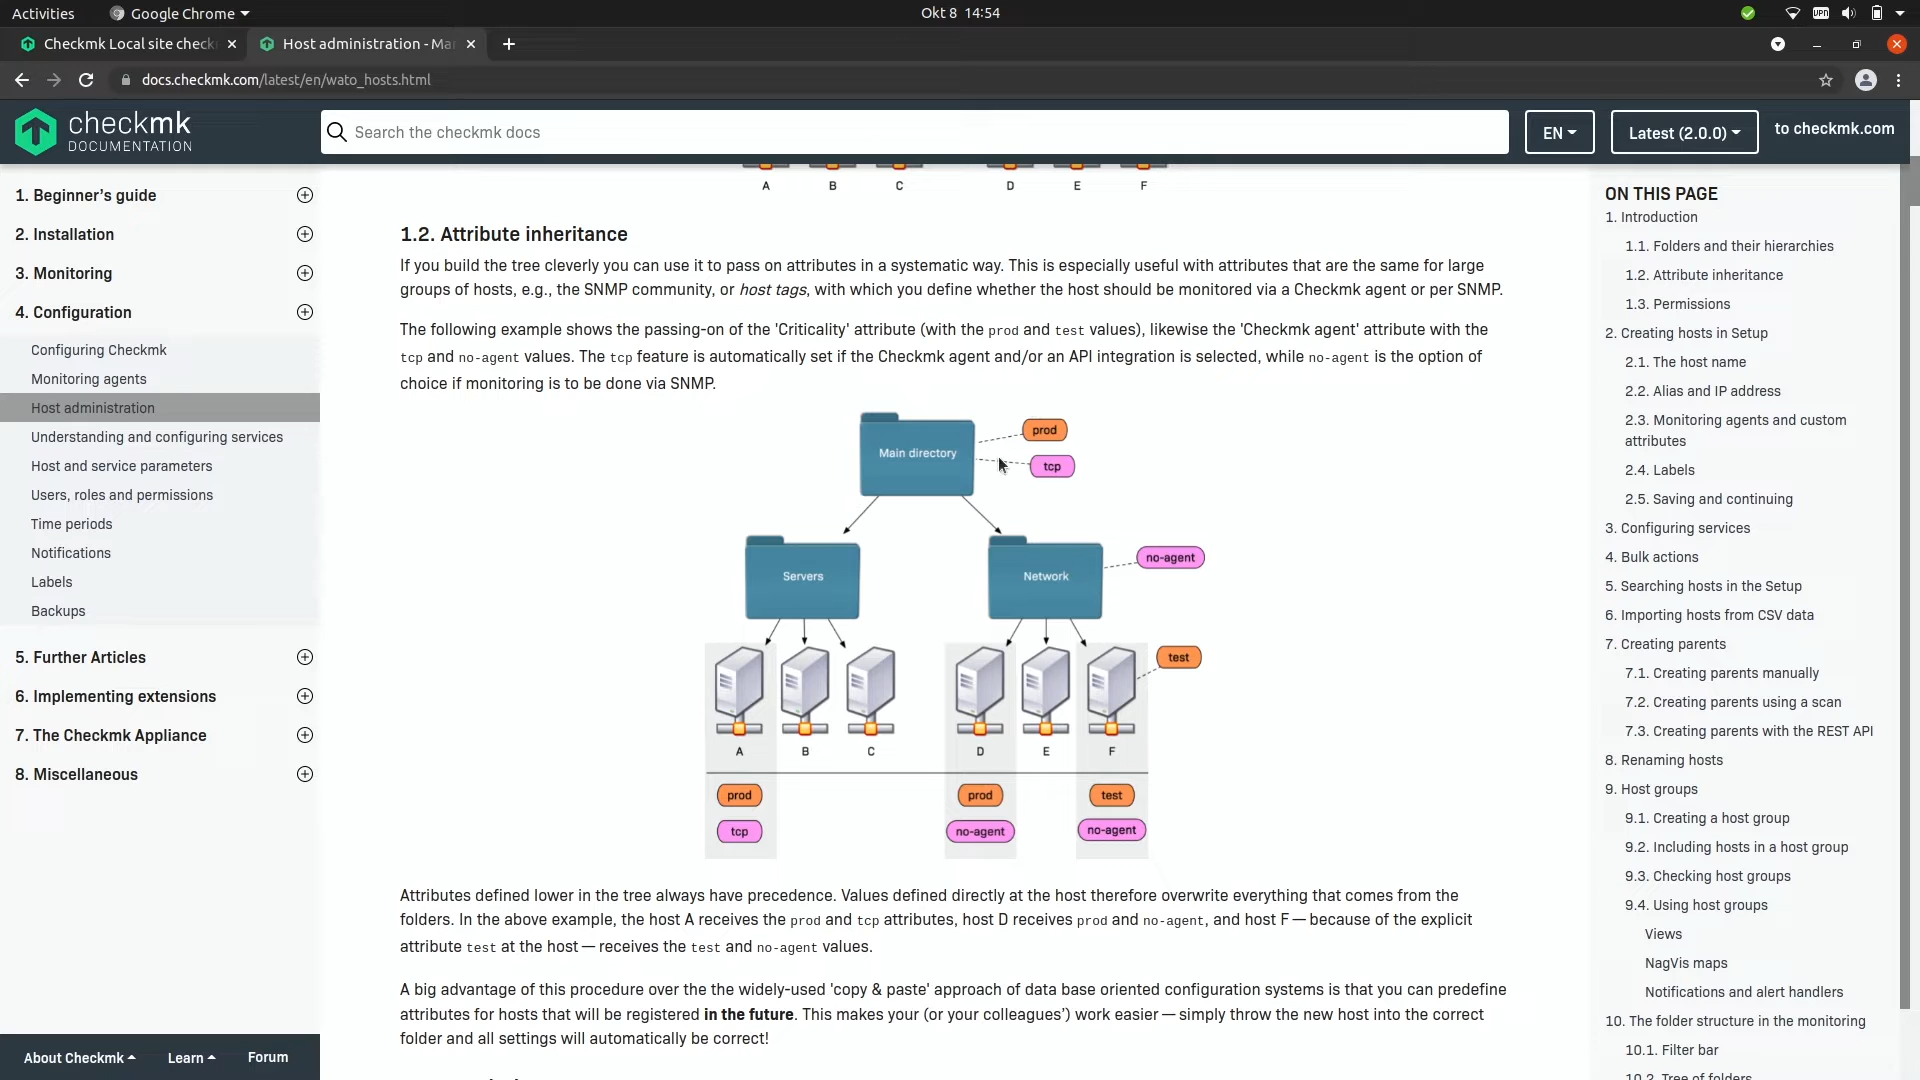 Activities
Google Chrome
Okt 8 14:54
VPN
Checkmk Local site check
Host administration - Ma
docs.checkmk.com/latest/en/wato_hosts.html
checkmk
DOCUMENTATION
Search the checkmk docs
EN
Latest (2.0.0)
to checkmk.com
1. Beginner’s guide
2. Installation
3. Monitoring
4. Configuration
Configuring Checkmk
Monitoring agents
Host administration
Understanding and configuring services
Host and service parameters
Users, roles and permissions
Time periods
Notifications
Labels
Backups
5. Further Articles
6. Implementing extensions
7. The Checkmk Appliance
8. Miscellaneous
About Checkmk
Learn
Forum
A B C D E F
1.2. Attribute inheritance
If you build the tree cleverly you can use it to pass on attributes in a systematic way. This is especially useful with attributes that are the same for large
groups of hosts, e.g., the SNMP community, or host tags, with which you define whether the host should be monitored via a Checkmk agent or per SNMP.
The following example shows the passing-on of the 'Criticality' attribute (with the prod and test values), likewise the 'Checkmk agent' attribute with the
tcp and no-agent values. The tcp feature is automatically set if the Checkmk agent and/or an API integration is selected, while no-agent is the option of
choice if monitoring is to be done via SNMP.
Main directory
prod
tcp
Servers
Network
no-agent
test
A B C D E F
prod prod test
tcp no-agent no-agent
Attributes defined lower in the tree always have precedence. Values defined directly at the host therefore overwrite everything that comes from the
folders. In the above example, the host A receives the prod and tcp attributes, host D receives prod and no-agent, and host F — because of the explicit
attribute test at the host — receives the test and no-agent values.
A big advantage of this procedure over the the widely-used 'copy & paste' approach of data base oriented configuration systems is that you can predefine
attributes for hosts that will be registered in the future. This makes your (or your colleagues’) work easier — simply throw the new host into the correct
folder and all settings will automatically be correct!
ON THIS PAGE
1. Introduction
1.1. Folders and their hierarchies
1.2. Attribute inheritance
1.3. Permissions
2. Creating hosts in Setup
2.1. The host name
2.2. Alias and IP address
2.3. Monitoring agents and custom
attributes
2.4. Labels
2.5. Saving and continuing
3. Configuring services
4. Bulk actions
5. Searching hosts in the Setup
6. Importing hosts from CSV data
7. Creating parents
7.1. Creating parents manually
7.2. Creating parents using a scan
7.3. Creating parents with the REST API
8. Renaming hosts
9. Host groups
9.1. Creating a host group
9.2. Including hosts in a host group
9.3. Checking host groups
9.4. Using host groups
Views
NagVis maps
Notifications and alert handlers
10. The folder structure in the monitoring
10.1. Filter bar
10.2. Tree of folders